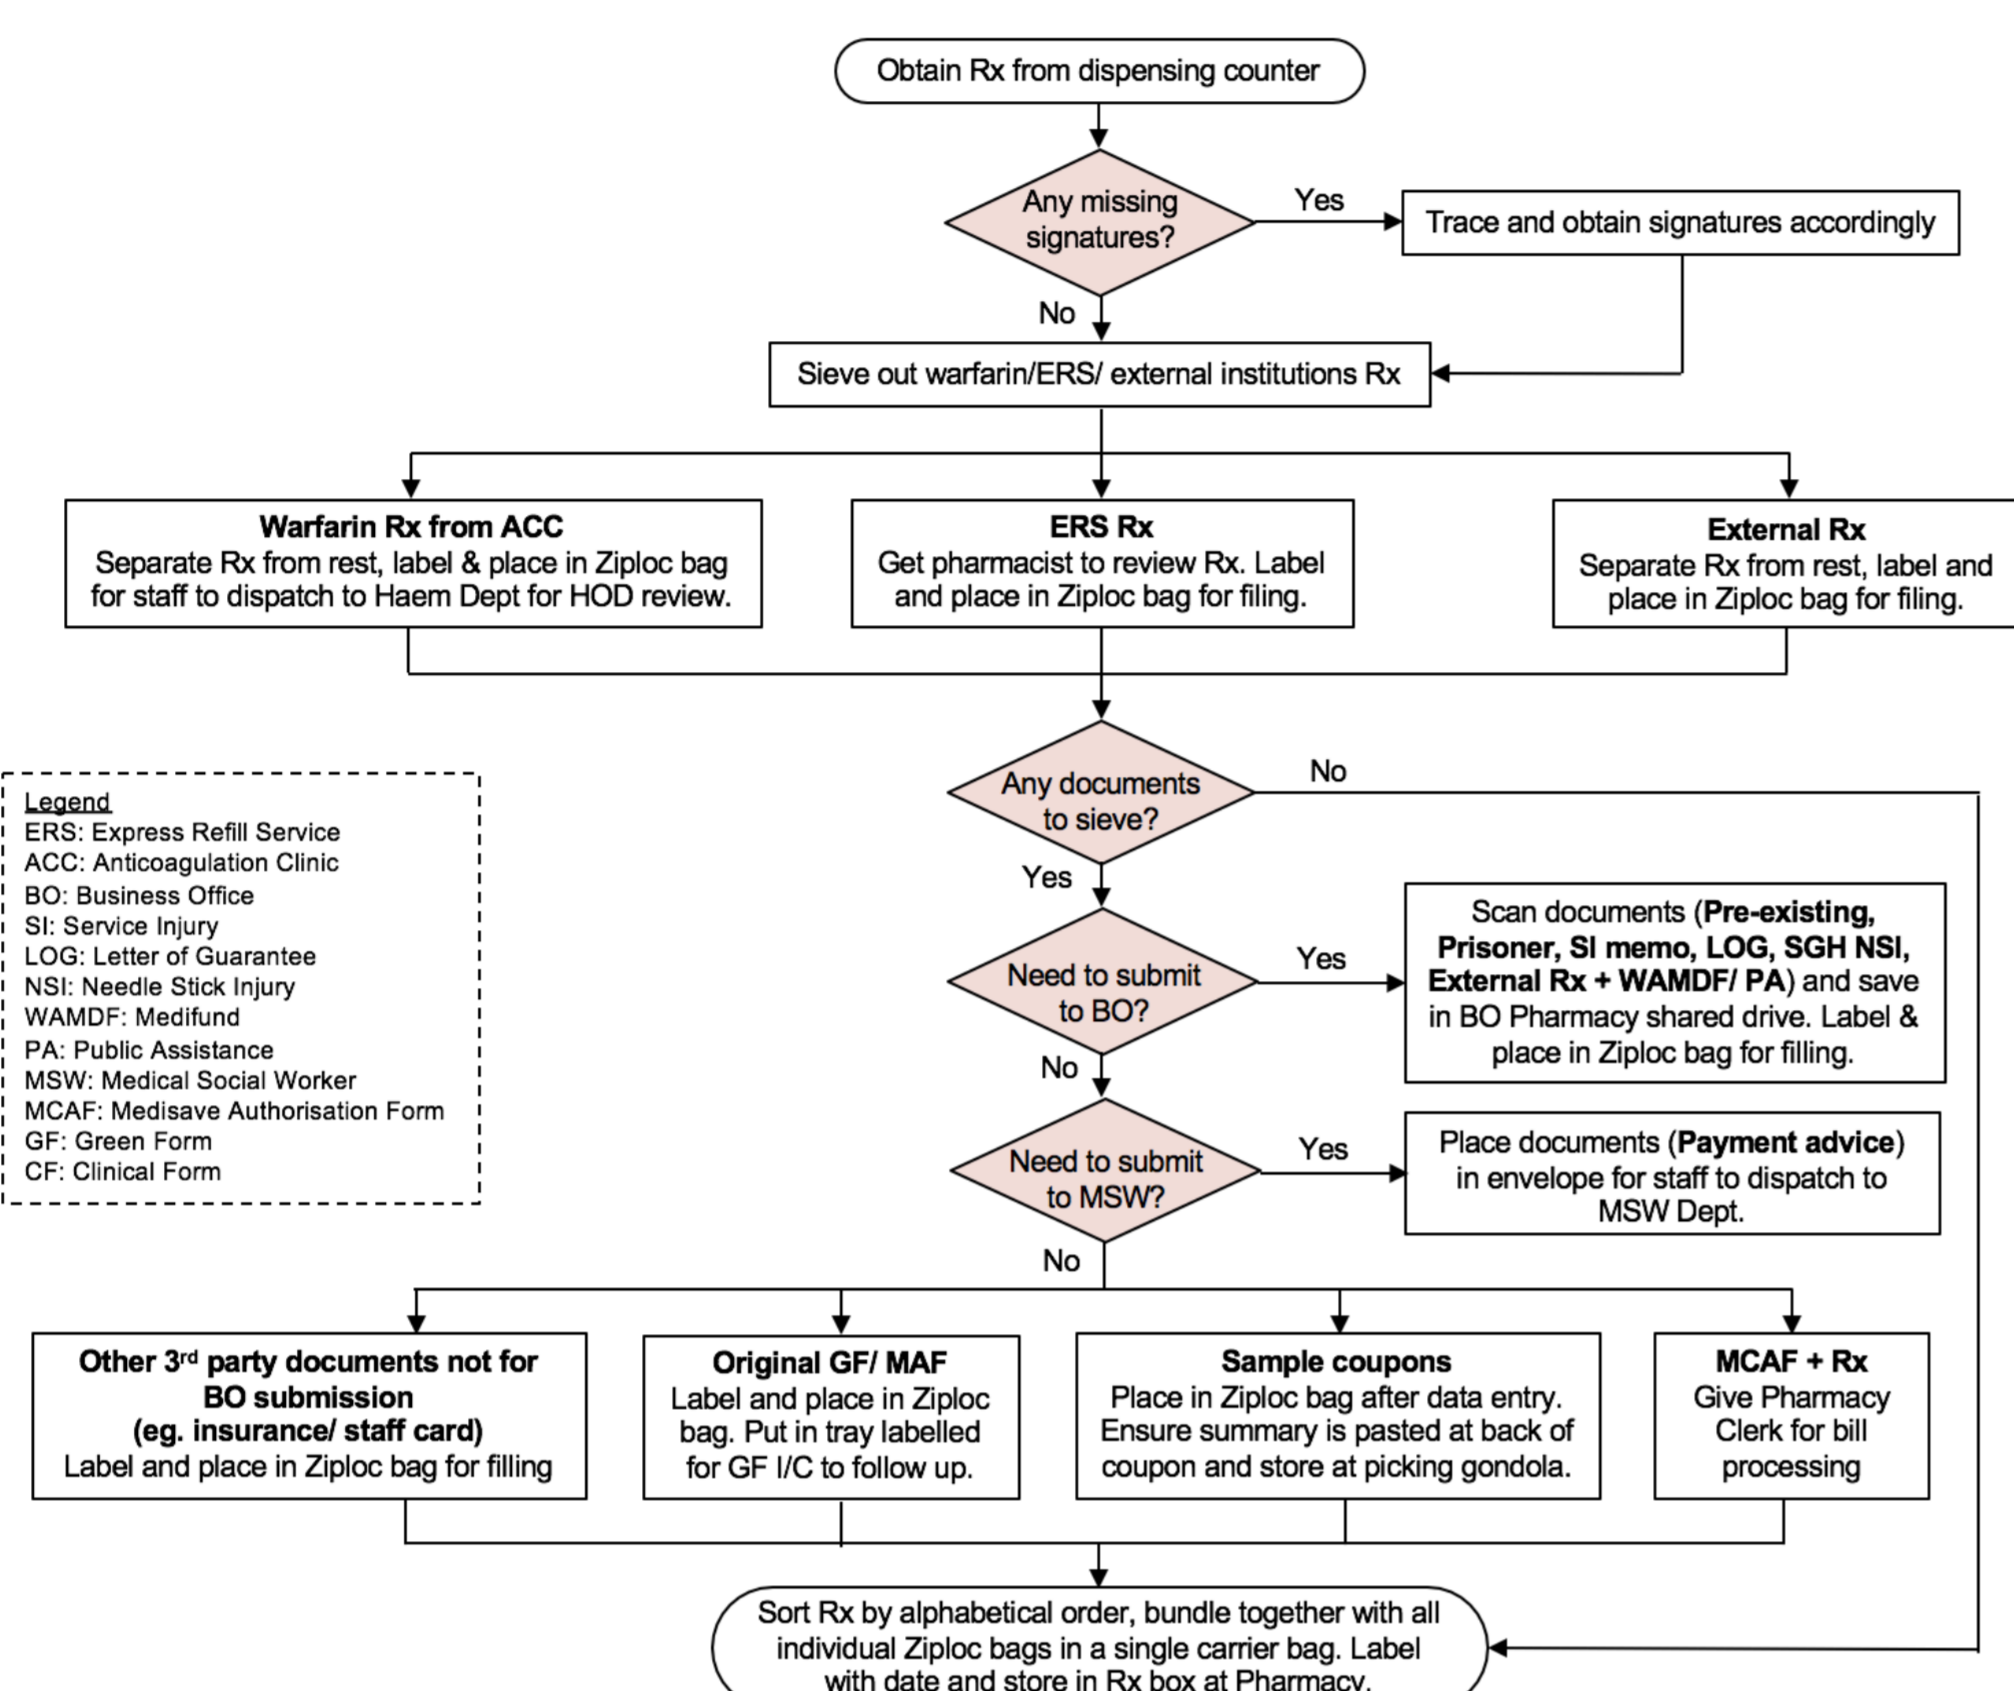 Obtain Rx from dispensing counter
Any missing
signatures?
Yes
Trace and obtain signatures accordingly
No
Sieve out warfarin/ERS/ external institutions Rx
Warfarin Rx from ACC
Separate Rx from rest, label & place in Ziploc bag
for staff to dispatch to Haem Dept for HOD review.
ERS Rx
Get pharmacist to review Rx. Label
and place in Ziploc bag for filing.
External Rx
Separate Rx from rest, label and
place in Ziploc bag for filing.
Any documents
to sieve?
No
Yes
Legend
ERS: Express Refill Service
ACC: Anticoagulation Clinic
BO: Business Office
SI: Service Injury
LOG: Letter of Guarantee
NSI: Needle Stick Injury
WAMDF: Medifund
PA: Public Assistance
MSW: Medical Social Worker
MCAF: Medisave Authorisation Form
GF: Green Form
CF: Clinical Form
Need to submit
to BO?
Yes
Scan documents (Pre-existing,
Prisoner, SI memo, LOG, SGH NSI,
External Rx + WAMDF/ PA) and save
in BO Pharmacy shared drive. Label &
place in Ziploc bag for filling.
No
Need to submit
to MSW?
Yes
Place documents (Payment advice)
in envelope for staff to dispatch to
MSW Dept.
No
Other 3rd party documents not for
BO submission
(eg. insurance/ staff card)
Label and place in Ziploc bag for filling
Original GF/ MAF
Label and place in Ziploc
bag. Put in tray labelled
for GF I/C to follow up.
Sample coupons
Place in Ziploc bag after data entry.
Ensure summary is pasted at back of
coupon and store at picking gondola.
MCAF + Rx
Give Pharmacy
Clerk for bill
processing
Sort Rx by alphabetical order, bundle together with all
individual Ziploc bags in a single carrier bag. Label
with date and store in Rx box at Pharmacy.